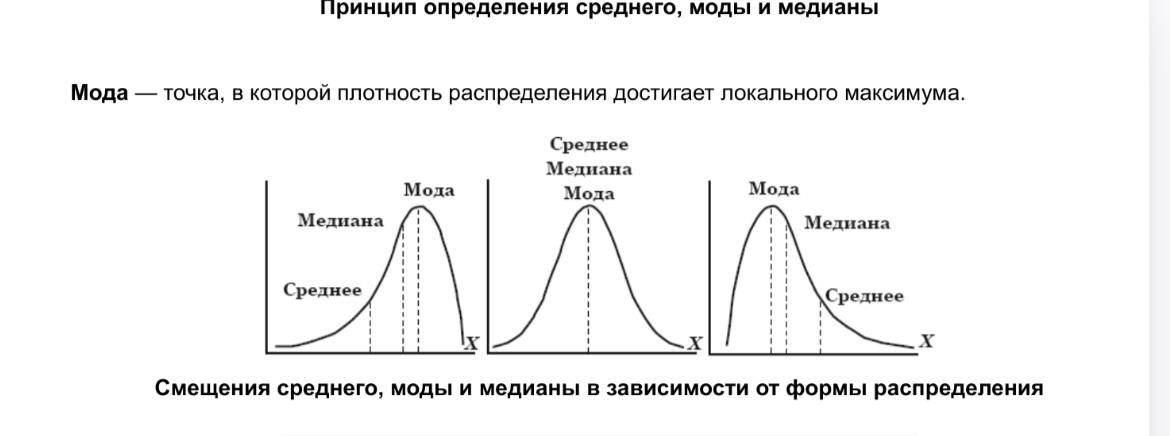 Принцип определения среднего, моды и медианы
Мода — точка, в которой плотность распределения достигает локального максимума.
Мода
Медиана
Среднее
X
Среднее
Медиана
Мода
X
Мода
Медиана
Среднее
X
Смещения среднего, моды и медианы в зависимости от формы распределения